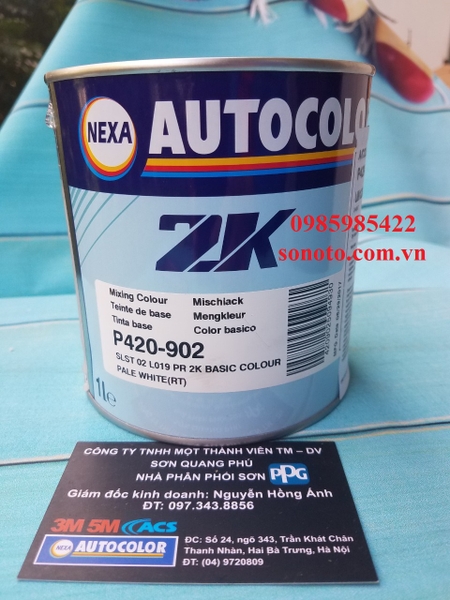 NEXA AUTOCOLO
2K
0985985422
sonoto.com.vn
Mixing Colour Mischlack
Teinte de base Mengkleur
Tinta base Color basico
P420-902
SLST 02 L019 PR 2K BASIC COLOUR
PALE WHITE(RT)
1le
CÔNG TY TNHH MỘT THÀNH VIÊN TM – DV
SƠN QUANG PHÚ
NHÀ PHÂN PHỐI SƠN PPG
Giám đốc kinh doanh: Nguyễn Hồng Ánh
ĐT: 097.343.8856
3M 5M ACS
NEXA AUTOCOLOR
ĐC: Số 24, ngõ 343, Trần Khát Chân
Thanh Nhàn, Hai Bà Trưng, Hà Nội
ĐT: (04) 9720809